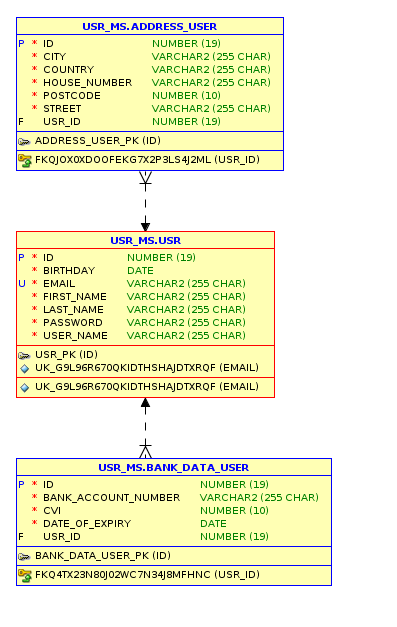 USR_MS.ADDRESS_USER
P * ID NUMBER (19)
* CITY VARCHAR2 (255 CHAR)
* COUNTRY VARCHAR2 (255 CHAR)
* HOUSE_NUMBER VARCHAR2 (255 CHAR)
* POSTCODE NUMBER (10)
* STREET VARCHAR2 (255 CHAR)
F USR_ID NUMBER (19)
ADDRESS_USER_PK (ID)
FKQJOX0XDOOFEKG7X2P3LS4J2ML (USR_ID)
USR_MS.USR
P * ID NUMBER (19)
* BIRTHDAY DATE
U * EMAIL VARCHAR2 (255 CHAR)
* FIRST_NAME VARCHAR2 (255 CHAR)
* LAST_NAME VARCHAR2 (255 CHAR)
* PASSWORD VARCHAR2 (255 CHAR)
* USER_NAME VARCHAR2 (255 CHAR)
USR_PK (ID)
UK_G9L96R670QKIDTHSHAJDTXRQF (EMAIL)
UK_G9L96R670QKIDTHSHAJDTXRQF (EMAIL)
USR_MS.BANK_DATA_USER
P * ID NUMBER (19)
* BANK_ACCOUNT_NUMBER VARCHAR2 (255 CHAR)
* CVI NUMBER (10)
* DATE_OF_EXPIRY DATE
F USR_ID NUMBER (19)
BANK_DATA_USER_PK (ID)
FKQ4TX23N80J02WC7N34J8MFHNC (USR_ID)